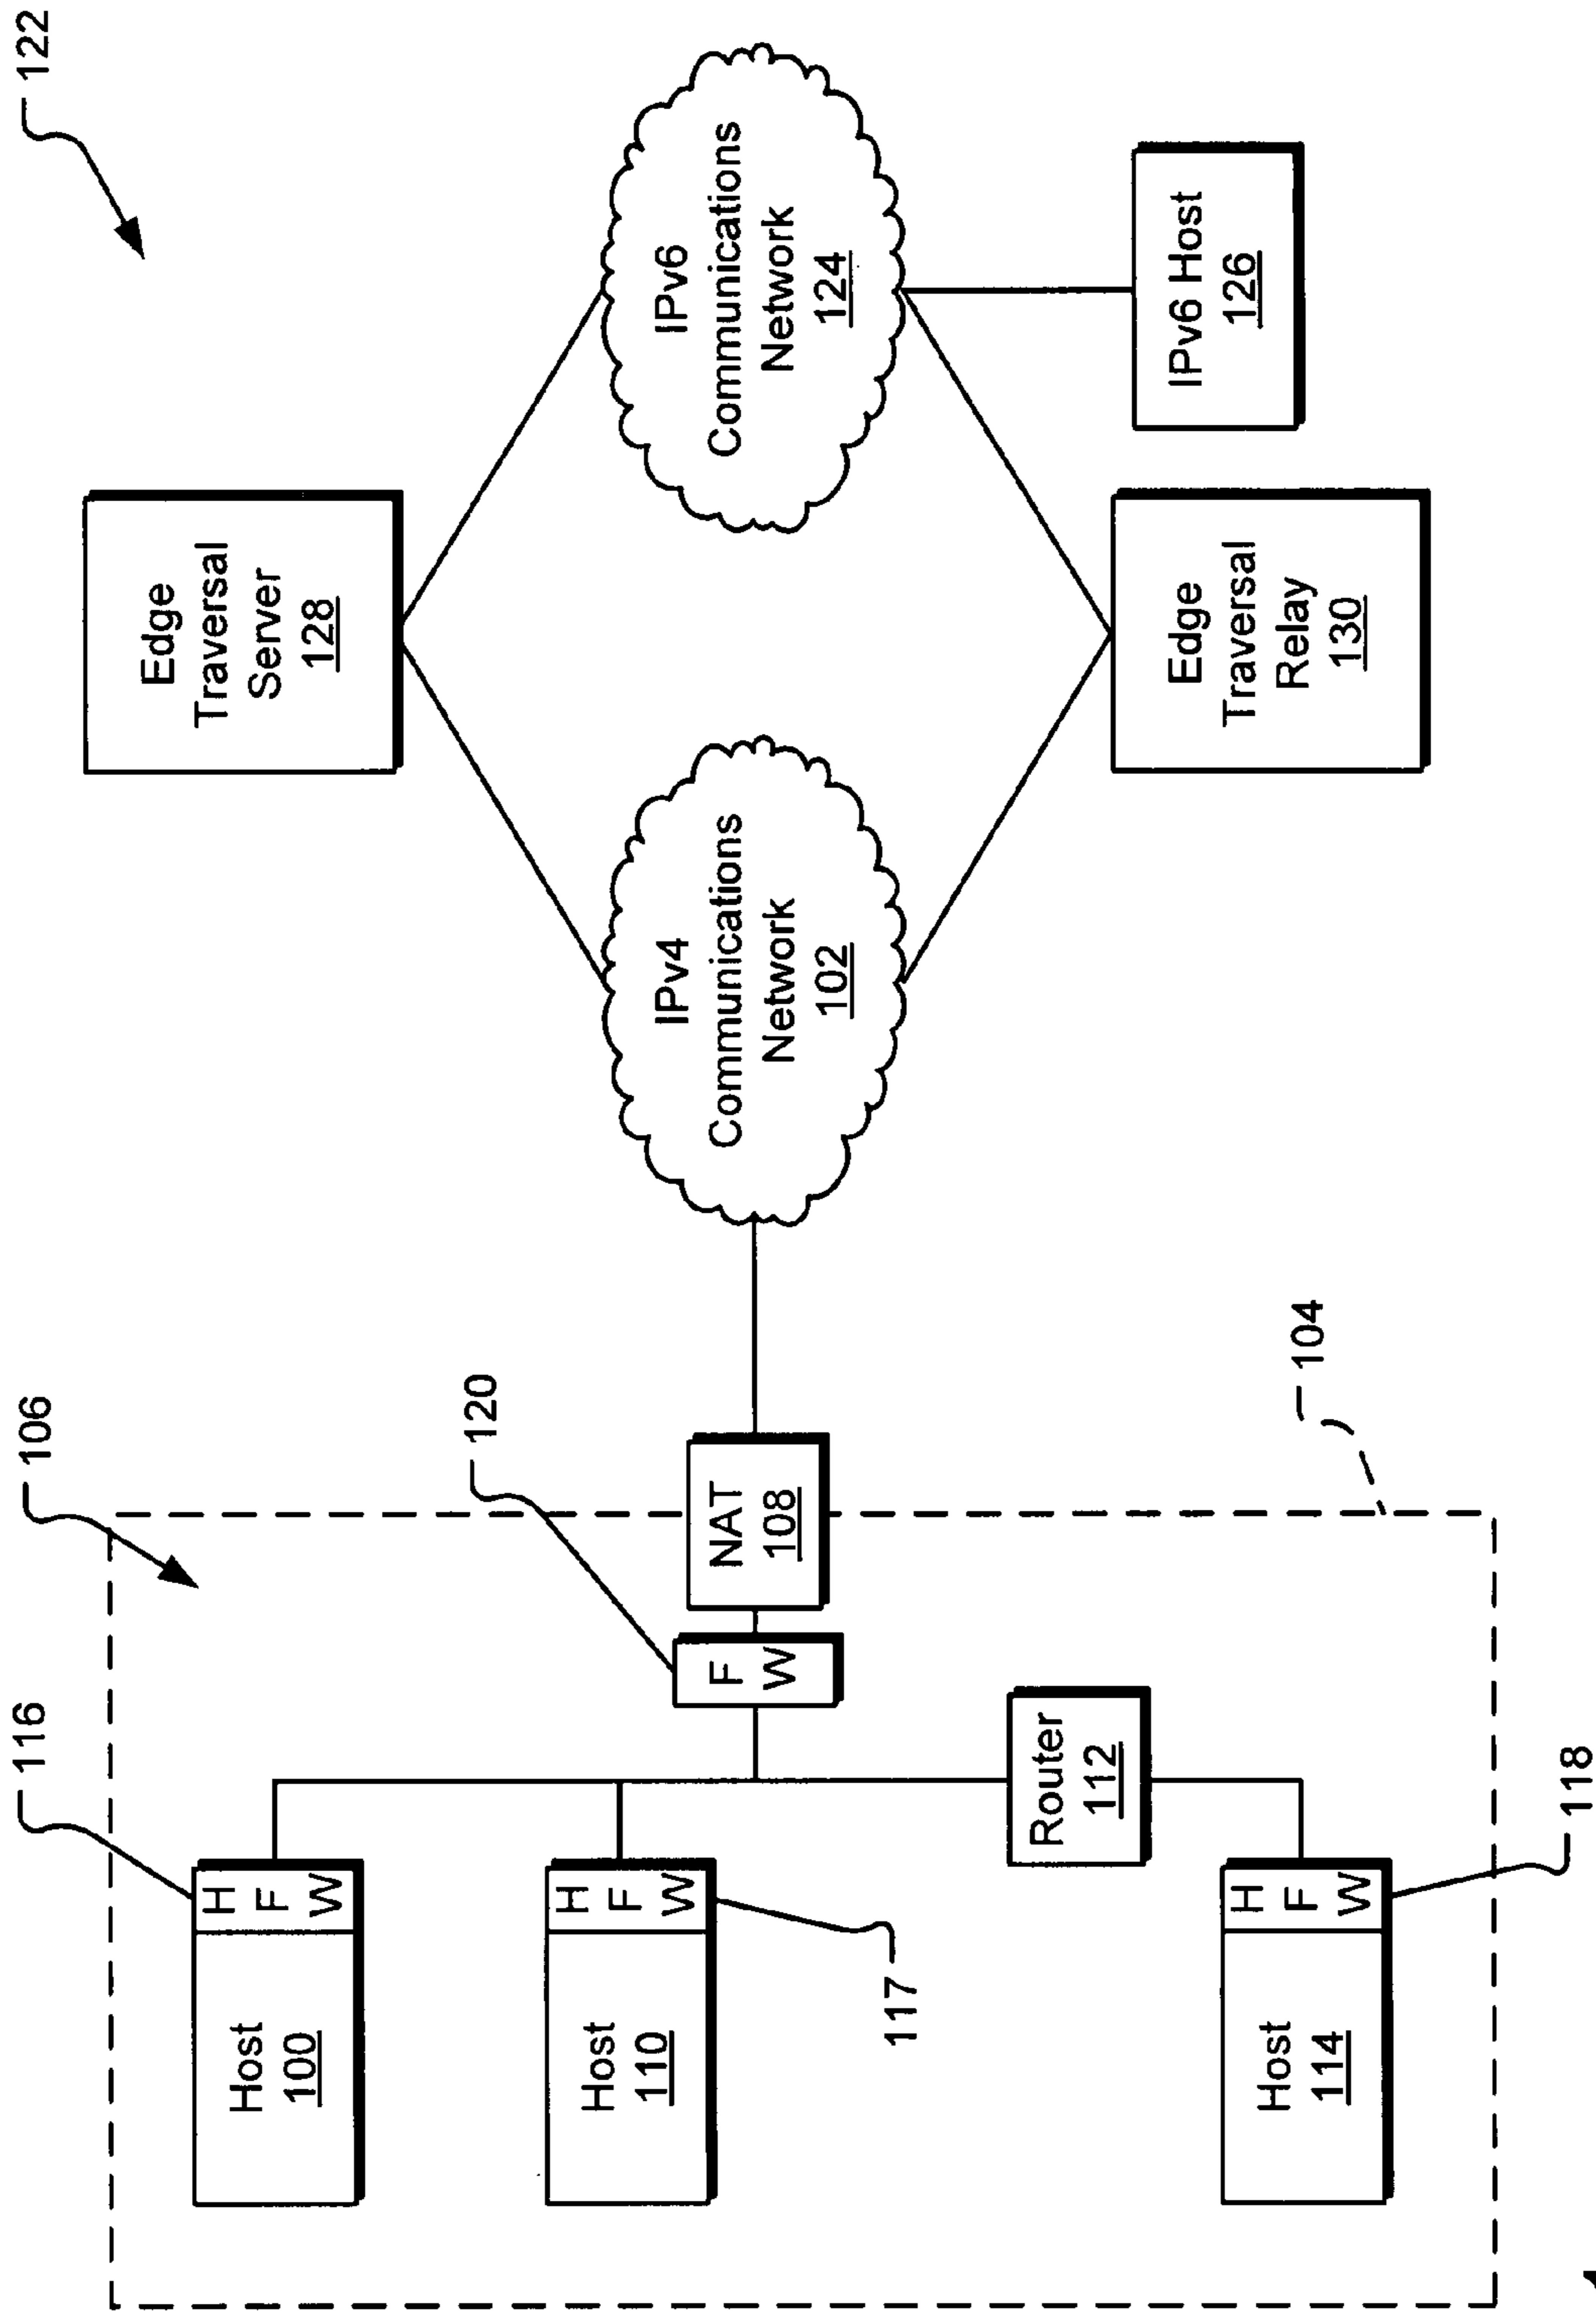 122
106
116
120
104
117
118
Edge
Traversal
Server
128
IPv6
Communications
Network
124
IPv4
Communications
Network
102
IPv6 Host
126
Edge
Traversal
Relay
130
NAT
108
F
W
Router
112
Host
100
H
F
W
Host
110
H
F
W
Host
114
H
F
W